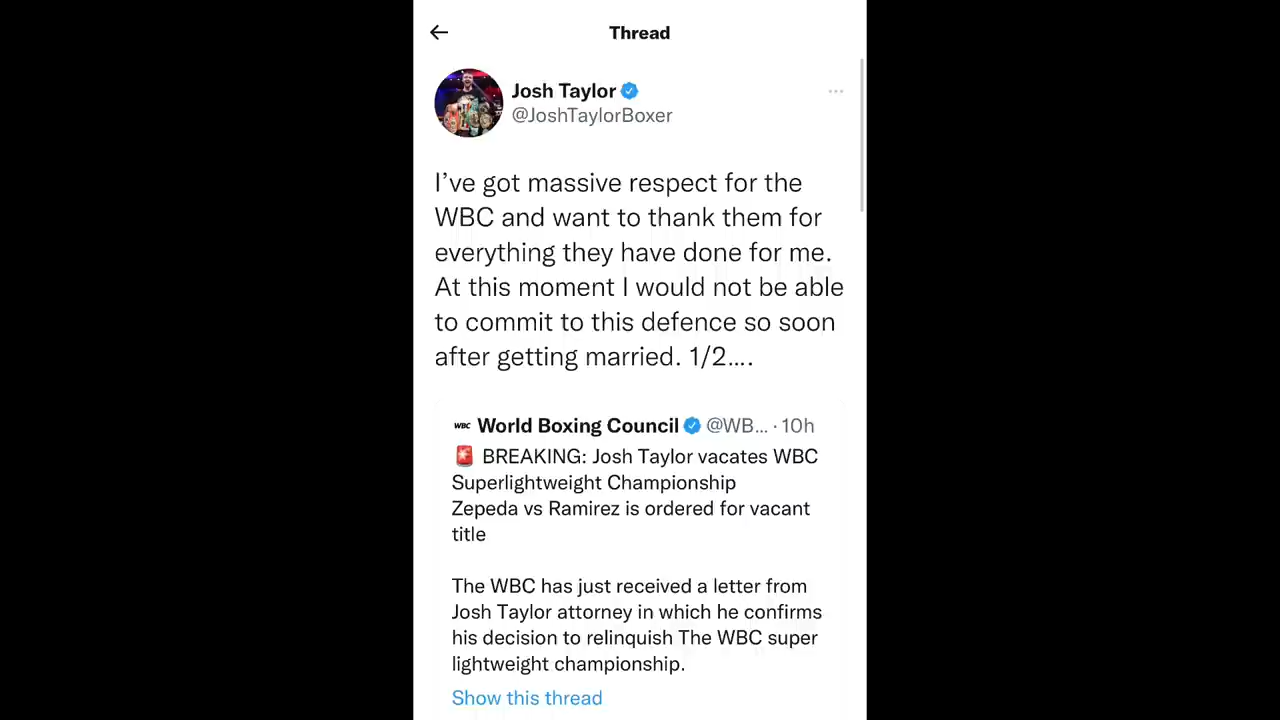 Thread
Josh Taylor
@JoshTaylorBoxer
I’ve got massive respect for the
WBC and want to thank them for
everything they have done for me.
At this moment I would not be able
to commit to this defence so soon
after getting married. 1/2....
WBC World Boxing Council @WB... · 10h
🚨 BREAKING: Josh Taylor vacates WBC
Superlightweight Championship
Zepeda vs Ramirez is ordered for vacant
title
The WBC has just received a letter from
Josh Taylor attorney in which he confirms
his decision to relinquish The WBC super
lightweight championship.
Show this thread